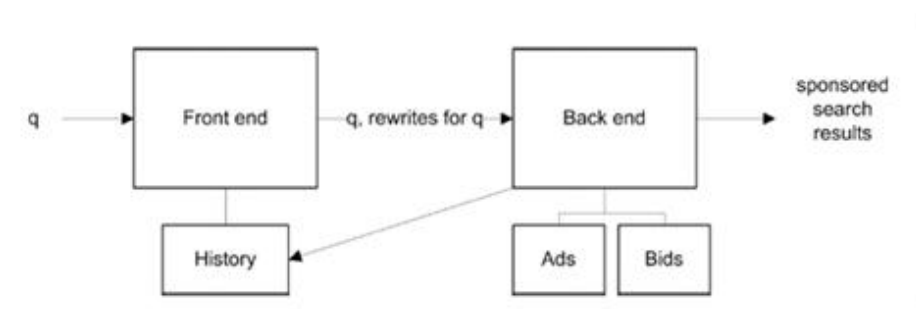 q
Front end
q, rewrites for q
Back end
sponsored
search
results
History
Ads
Bids